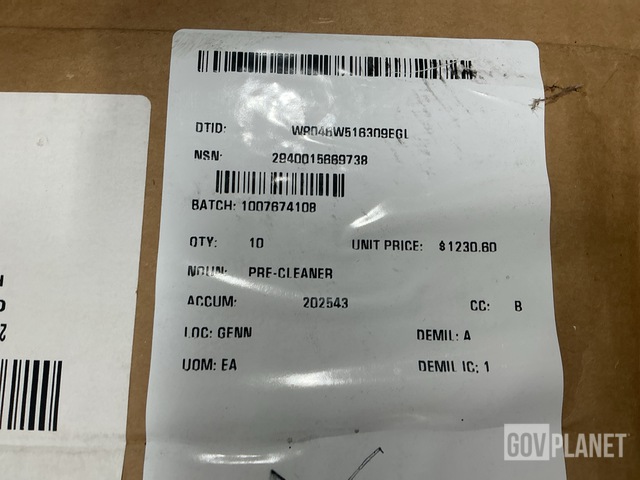 DTID:
NSN: 2940015669738
BATCH: 1007674108
QTY: 10 UNIT PRICE: $1230.60
NOUN: PRE-CLEANER
ACCUM: 202543 CC: B
LOC: GENN DEMIL: A
UOM: EA DEMIL IC: 1
GOVPLANET